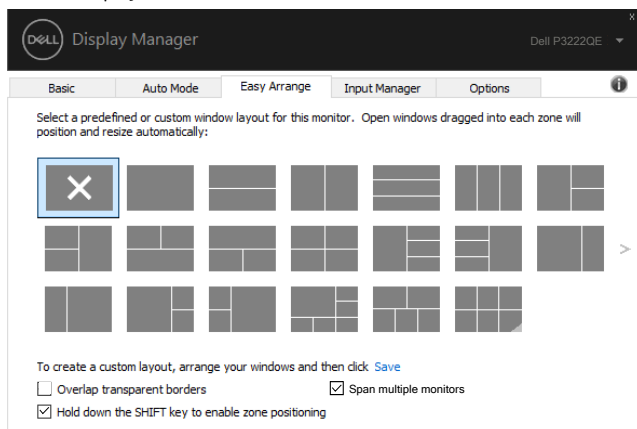 DELL Display Manager
x
Dell P3222QE
Basic Auto Mode Easy Arrange Input Manager Options
Select a predefined or custom window layout for this monitor. Open windows dragged into each zone will
position and resize automatically:
>
To create a custom layout, arrange your windows and then click Save
Overlap transparent borders Span multiple monitors
Hold down the SHIFT key to enable zone positioning